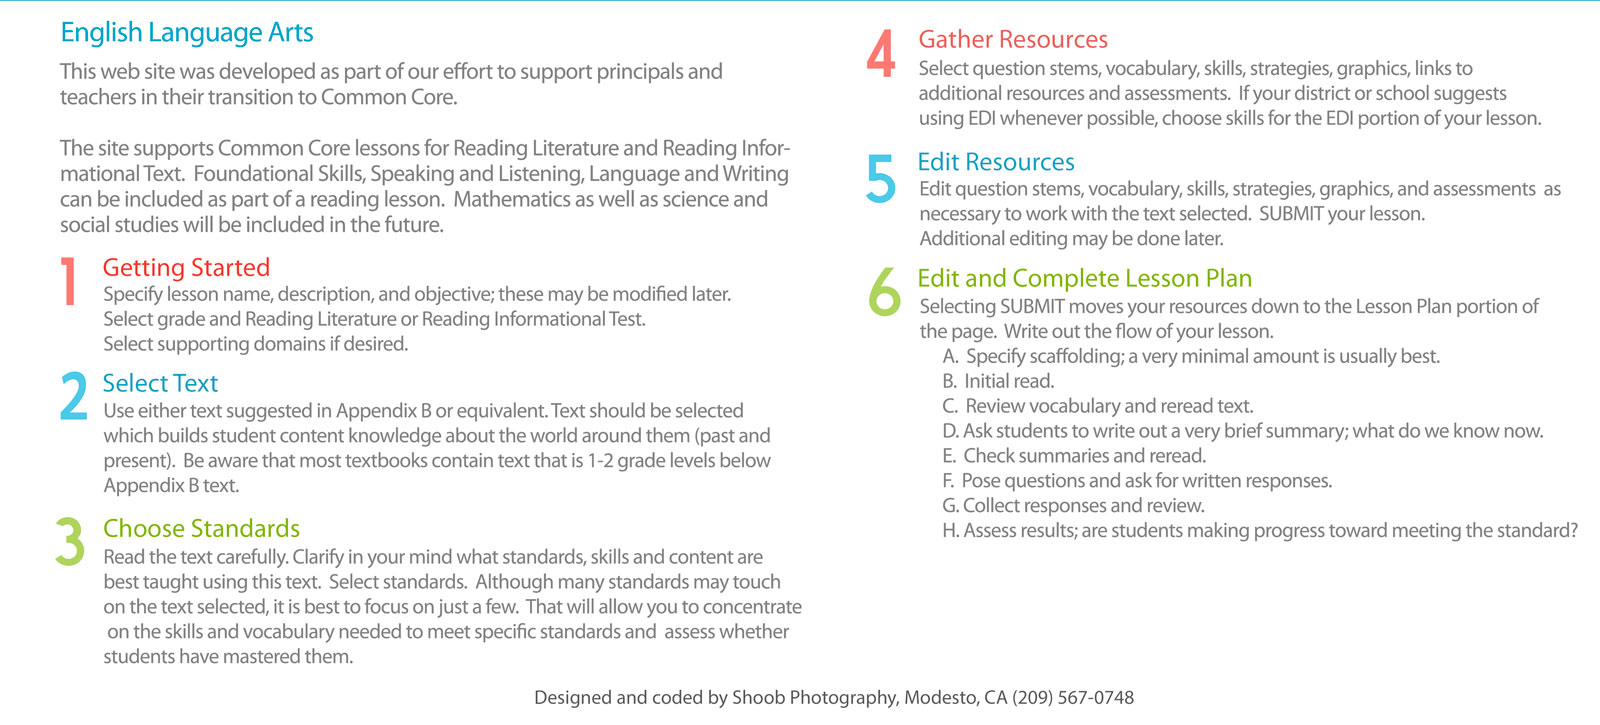 English Language Arts
This web site was developed as part of our effort to support principals and
teachers in their transition to Common Core.
The site supports Common Core lessons for Reading Literature and Reading Infor-
mational Text. Foundational Skills, Speaking and Listening, Language and Writing
can be included as part of a reading lesson. Mathematics as well as science and
social studies will be included in the future.
1 Getting Started
Specify lesson name, description, and objective; these may be modified later.
Select grade and Reading Literature or Reading Informational Test.
Select supporting domains if desired.
2 Select Text
Use either text suggested in Appendix B or equivalent. Text should be selected
which builds student content knowledge about the world around them (past and
present). Be aware that most textbooks contain text that is 1-2 grade levels below
Appendix B text.
3 Choose Standards
Read the text carefully. Clarify in your mind what standards, skills and content are
best taught using this text. Select standards. Although many standards may touch
on the text selected, it is best to focus on just a few. That will allow you to concentrate
on the skills and vocabulary needed to meet specific standards and assess whether
students have mastered them.
4 Gather Resources
Select question stems, vocabulary, skills, strategies, graphics, links to
additional resources and assessments. If your district or school suggests
using EDI whenever possible, choose skills for the EDI portion of your lesson.
5 Edit Resources
Edit question stems, vocabulary, skills, strategies, graphics, and assessments as
necessary to work with the text selected. SUBMIT your lesson.
Additional editing may be done later.
6 Edit and Complete Lesson Plan
Selecting SUBMIT moves your resources down to the Lesson Plan portion of
the page. Write out the flow of your lesson.
A. Specify scaffolding; a very minimal amount is usually best.
B. Initial read.
C. Review vocabulary and reread text.
D. Ask students to write out a very brief summary; what do we know now.
E. Check summaries and reread.
F. Pose questions and ask for written responses.
G. Collect responses and review.
H. Assess results; are students making progress toward meeting the standard?
Designed and coded by Shoob Photography, Modesto, CA (209) 567-0748